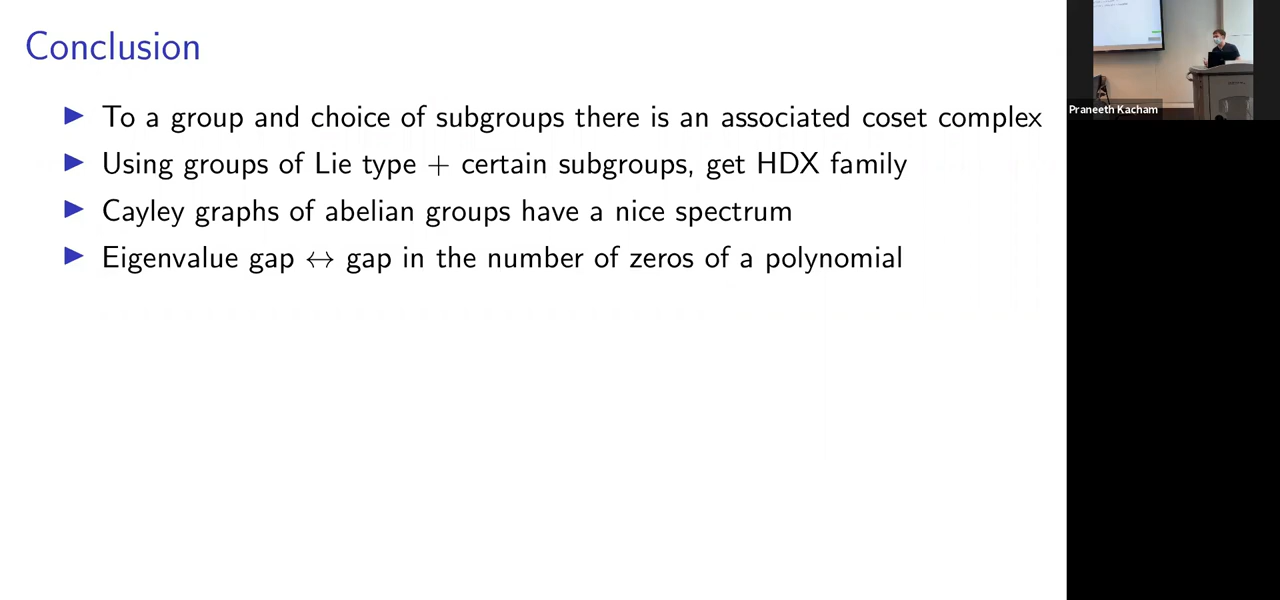 Conclusion
▶ To a group and choice of subgroups there is an associated coset complex
▶ Using groups of Lie type + certain subgroups, get HDX family
▶ Cayley graphs of abelian groups have a nice spectrum
▶ Eigenvalue gap ↔ gap in the number of zeros of a polynomial
Praneeth Kacham